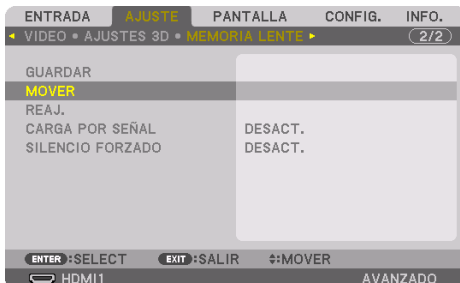 ENTRADA AJUSTE PANTALLA CONFIG. INFO.
VIDEO • AJUSTES 3D • MEMORIA LENTE 2/2
GUARDAR
MOVER
REAJ.
CARGA POR SEÑAL DESACT.
SILENCIO FORZADO DESACT.
ENTER :SELECT EXIT :SALIR :MOVER
HDMI1 AVANZADO